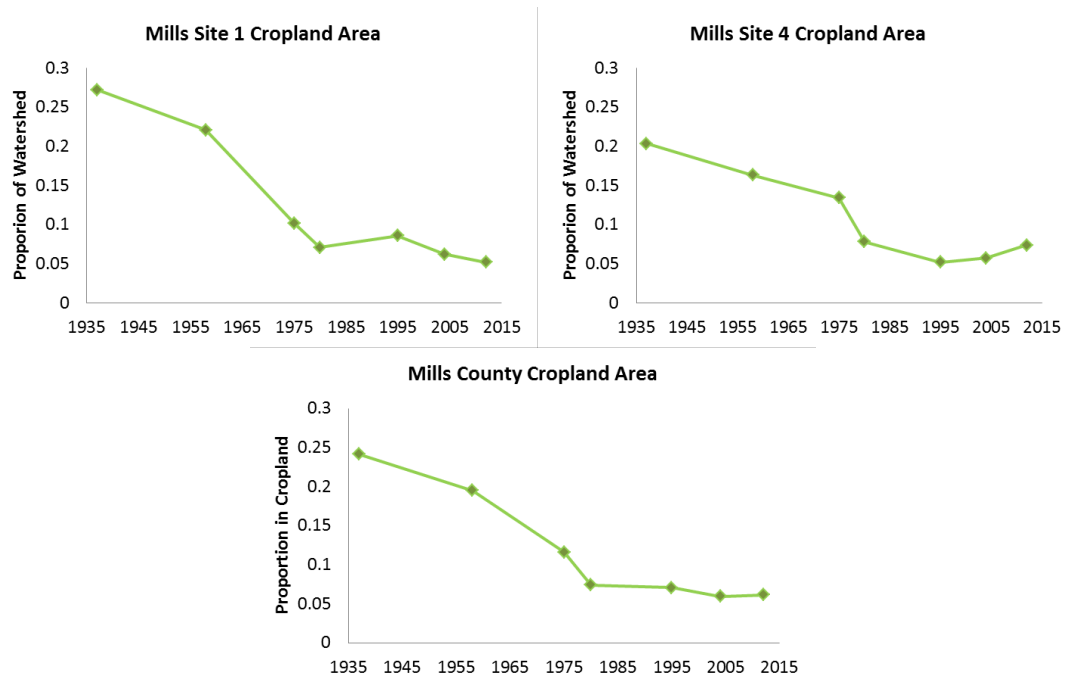 Mills Site 1 Cropland Area
Proporion of Watershed
0.3
0.25
0.2
0.15
0.1
0.05
0
1935 1945 1955 1965 1975 1985 1995 2005 2015
Mills Site 4 Cropland Area
Proporion of Watershed
0.3
0.25
0.2
0.15
0.1
0.05
0
1935 1945 1955 1965 1975 1985 1995 2005 2015
Mills County Cropland Area
Proportion in Cropland
0.3
0.25
0.2
0.15
0.1
0.05
0
1935 1945 1955 1965 1975 1985 1995 2005 2015